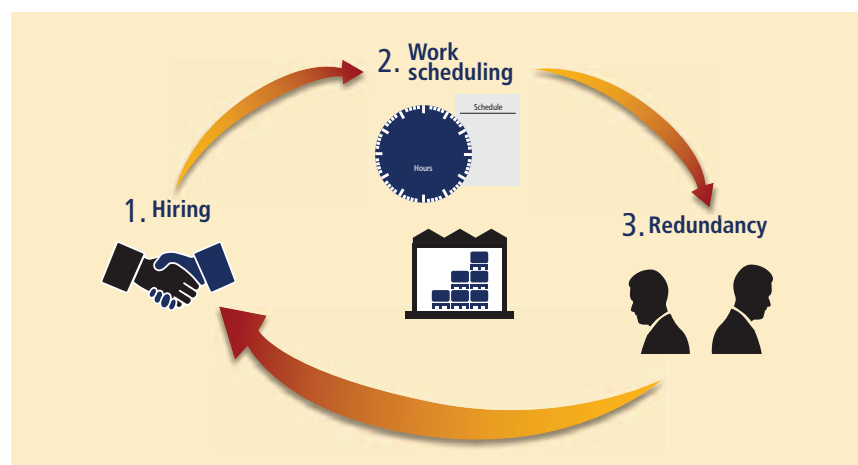 1. Hiring
2. Work
scheduling
Schedule
Hours
3. Redundancy